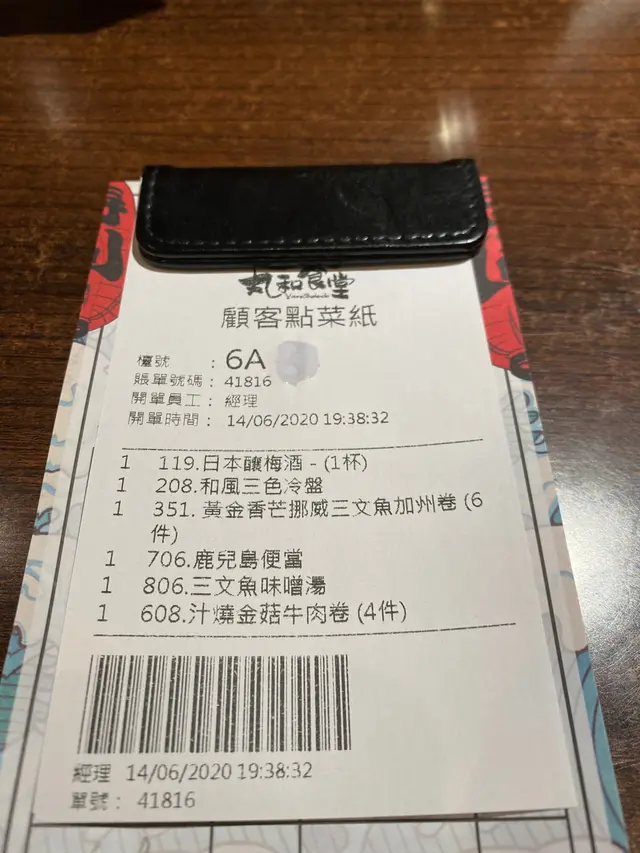 丸和食堂
顧客點菜紙
檯號 : 6A
賬單號碼: 41816
開單員工: 經理
開單時間: 14/06/2020 19:38:32
1 119.日本釀梅酒 - (1杯)
1 208.和風三色冷盤
1 351. 黃金香芒挪威三文魚加州卷 (6
件)
1 706.鹿兒島便當
1 806.三文魚味噌湯
1 608.汁燒金菇牛肉卷 (4件)
經理 14/06/2020 19:38:32
單號: 41816